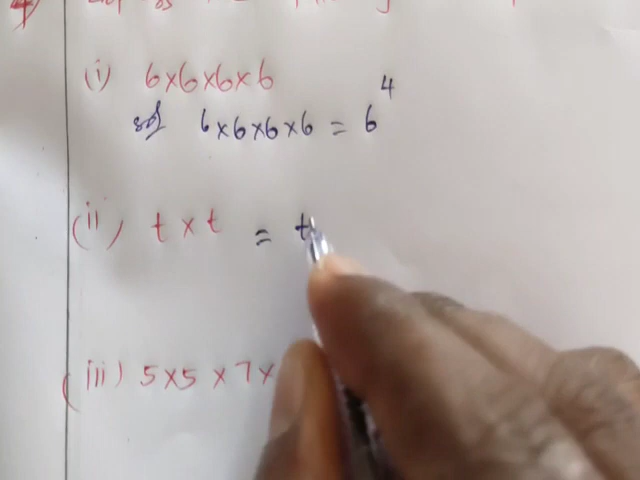 (i) 6×6×6×6
sol 6×6×6×6 = 6⁴
(ii) t × t = t
(iii) 5×5×7×